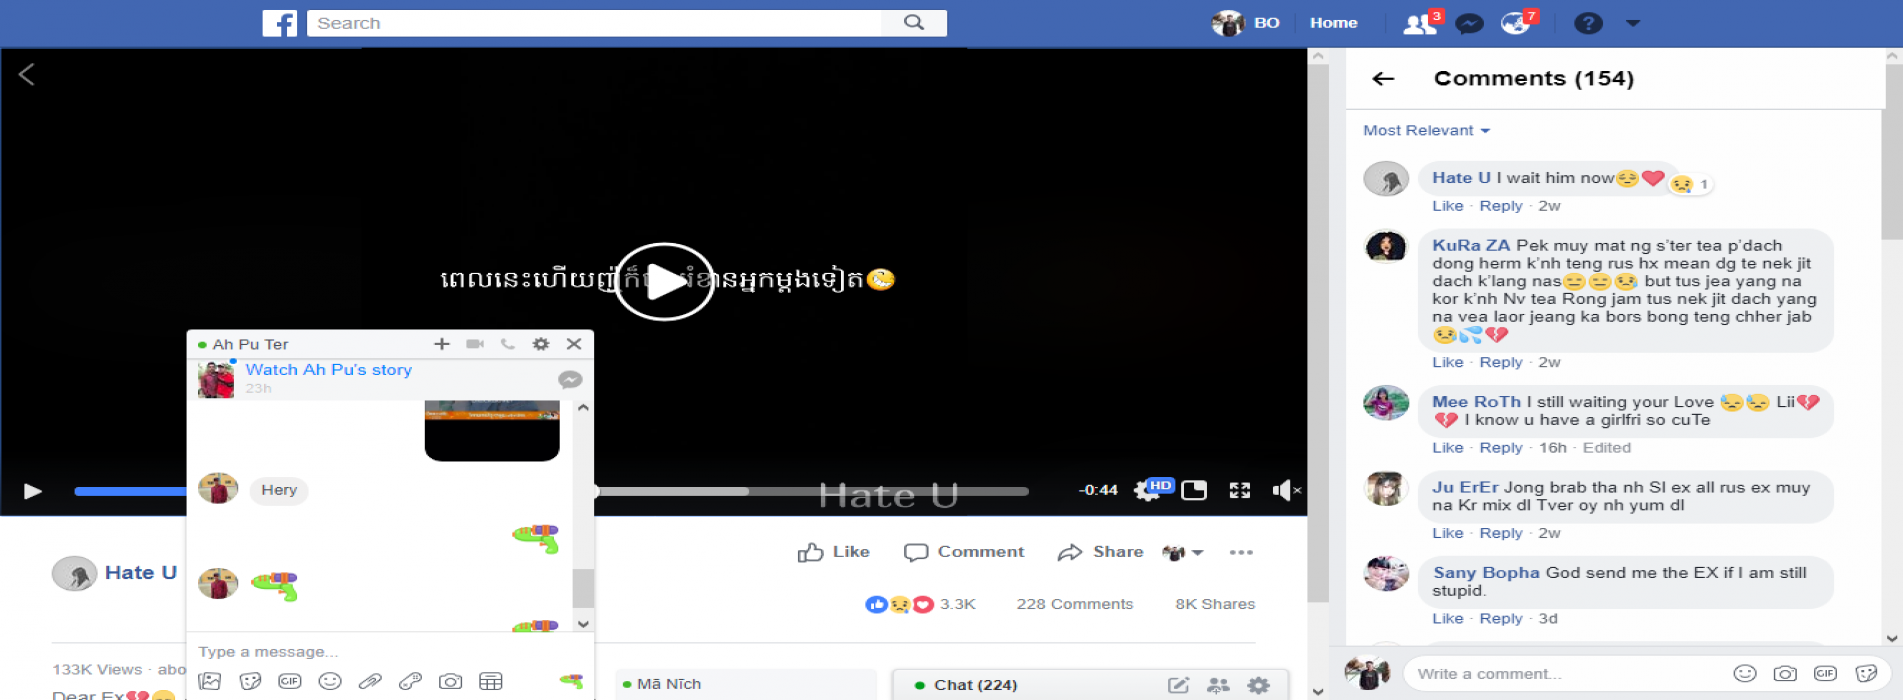 Search
BO
Home
3
7
ពេលនេះហើយញ៉ុំក៏
រំខានអ្នកម្ដងទៀត
-0:44
HD
Hate U
Hate U
Like
Comment
Share
3.3K
228 Comments
8K Shares
133K Views · abo
Dear Ex
Ah Pu Ter
Watch Ah Pu's story
23h
Hery
Type a message...
GIF
Mã Nĩch
Chat (224)
Comments (154)
Most Relevant
Hate U I wait him now
1
Like · Reply · 2w
KuRa ZA Pek muy mat ng s'ter tea p'dach
dong herm k'nh teng rus hx mean dg te nek jit
dach k'lang nas but tus jea yang na
kor k'nh Nv tea Rong jam tus nek jit dach yang
na vea laor jeang ka bors bong teng chher jab
Like · Reply · 2w
Mee RoTh I still waiting your Love Lii
I know u have a girlfri so cuTe
Like · Reply · 16h · Edited
Ju ErEr Jong brab tha nh SI ex all rus ex muy
na Kr mix dl Tver oy nh yum dl
Like · Reply · 2w
Sany Bopha God send me the EX if I am still
stupid.
Like · Reply · 3d
Write a comment...
GIF